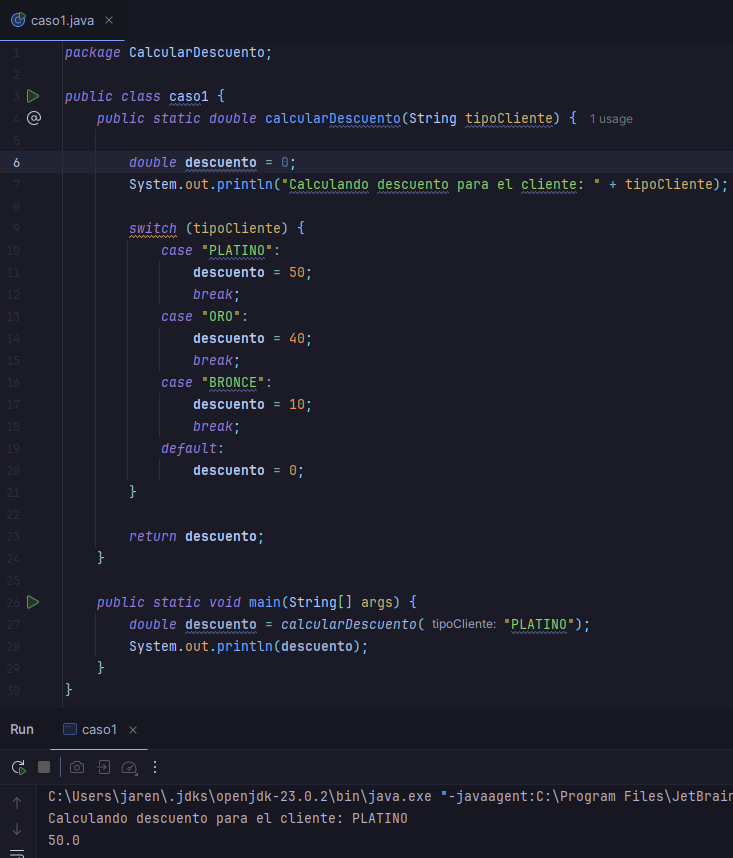 caso1.java
1 package CalcularDescuento;
2
3 public class caso1 {
4 public static double calcularDescuento(String tipoCliente) { 1 usage
5
6 double descuento = 0;
7 System.out.println("Calculando descuento para el cliente: " + tipoCliente);
8
9 switch (tipoCliente) {
10 case "PLATINO":
11 descuento = 50;
12 break;
13 case "ORO":
14 descuento = 40;
15 break;
16 case "BRONCE":
17 descuento = 10;
18 break;
19 default:
20 descuento = 0;
21 }
22
23 return descuento;
24 }
25
26 public static void main(String[] args) {
27 double descuento = calcularDescuento( tipoCliente: "PLATINO");
28 System.out.println(descuento);
29 }
30 }
Run caso1
C:\Users\jaren\.jdks\openjdk-23.0.2\bin\java.exe "-javaagent:C:\Program Files\JetBrain
Calculando descuento para el cliente: PLATINO
50.0